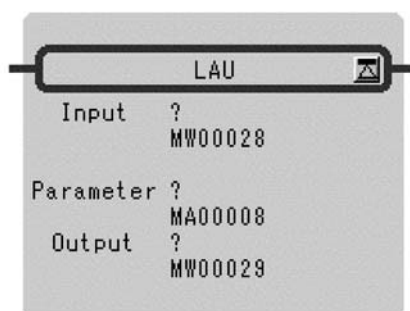 LAU
Input ?
MW00028
Parameter ?
MA00008
Output ?
MW00029